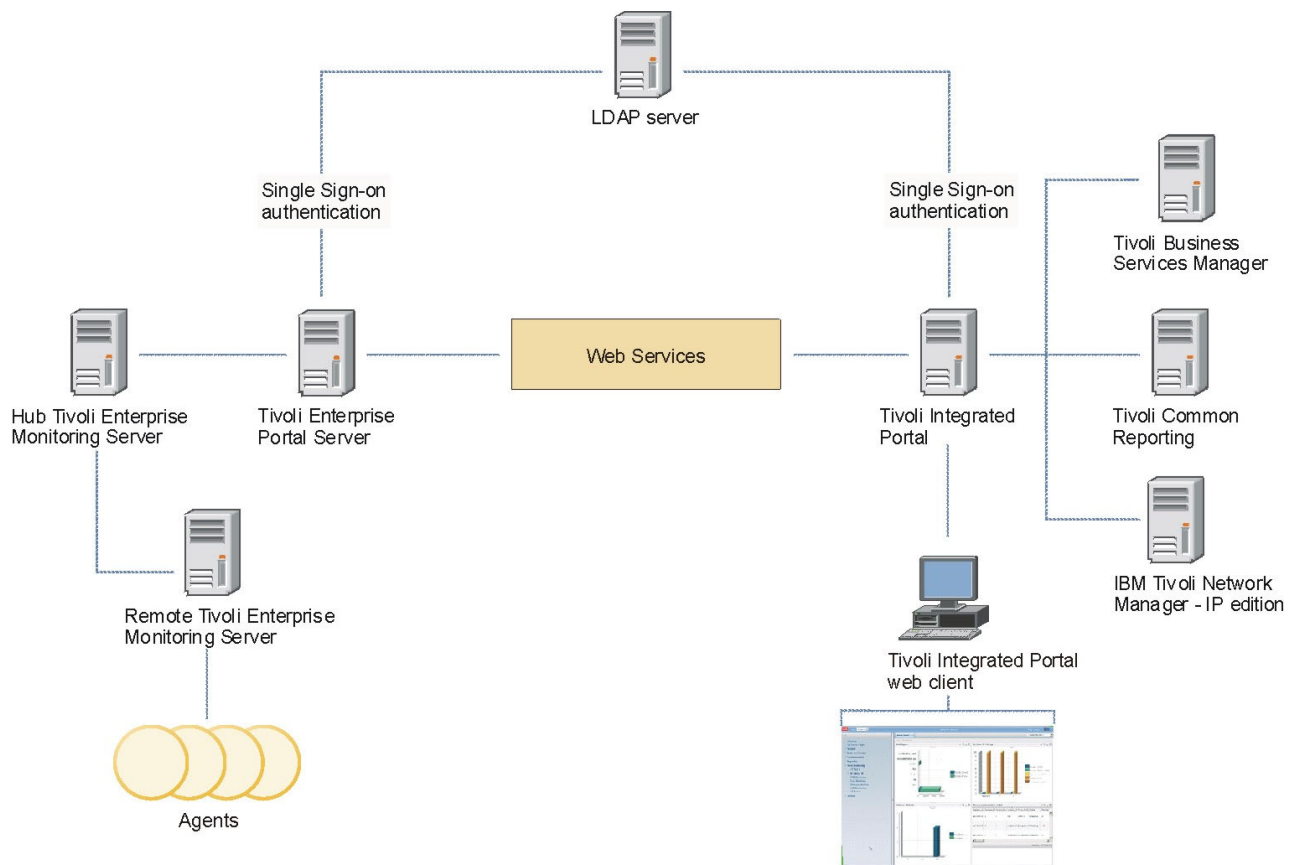 LDAP server
Single Sign-on
authentication
Single Sign-on
authentication
Tivoli Business
Services Manager
Web Services
Hub Tivoli Enterprise
Monitoring Server
Tivoli Enterprise
Portal Server
Tivoli Integrated
Portal
Tivoli Common
Reporting
Remote Tivoli Enterprise
Monitoring Server
IBM Tivoli Network
Manager - IP edition
Tivoli Integrated Portal
web client
Agents